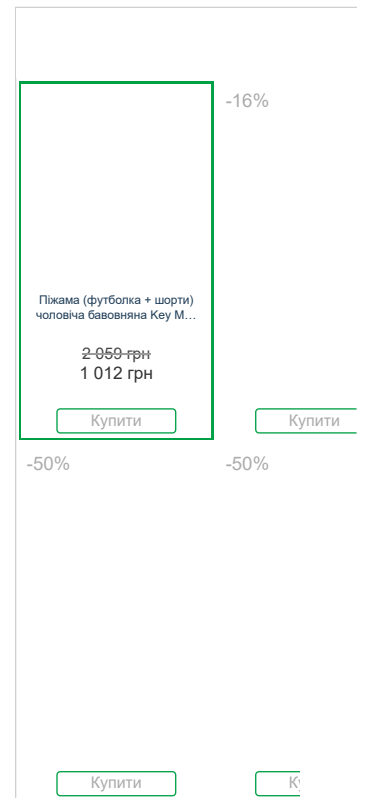 -16%
Піжама (футболка + шорти)
чоловіча бавовняна Key M…
2 059 грн
1 012 грн
Купити
Купити
-50%
-50%
Купити
К